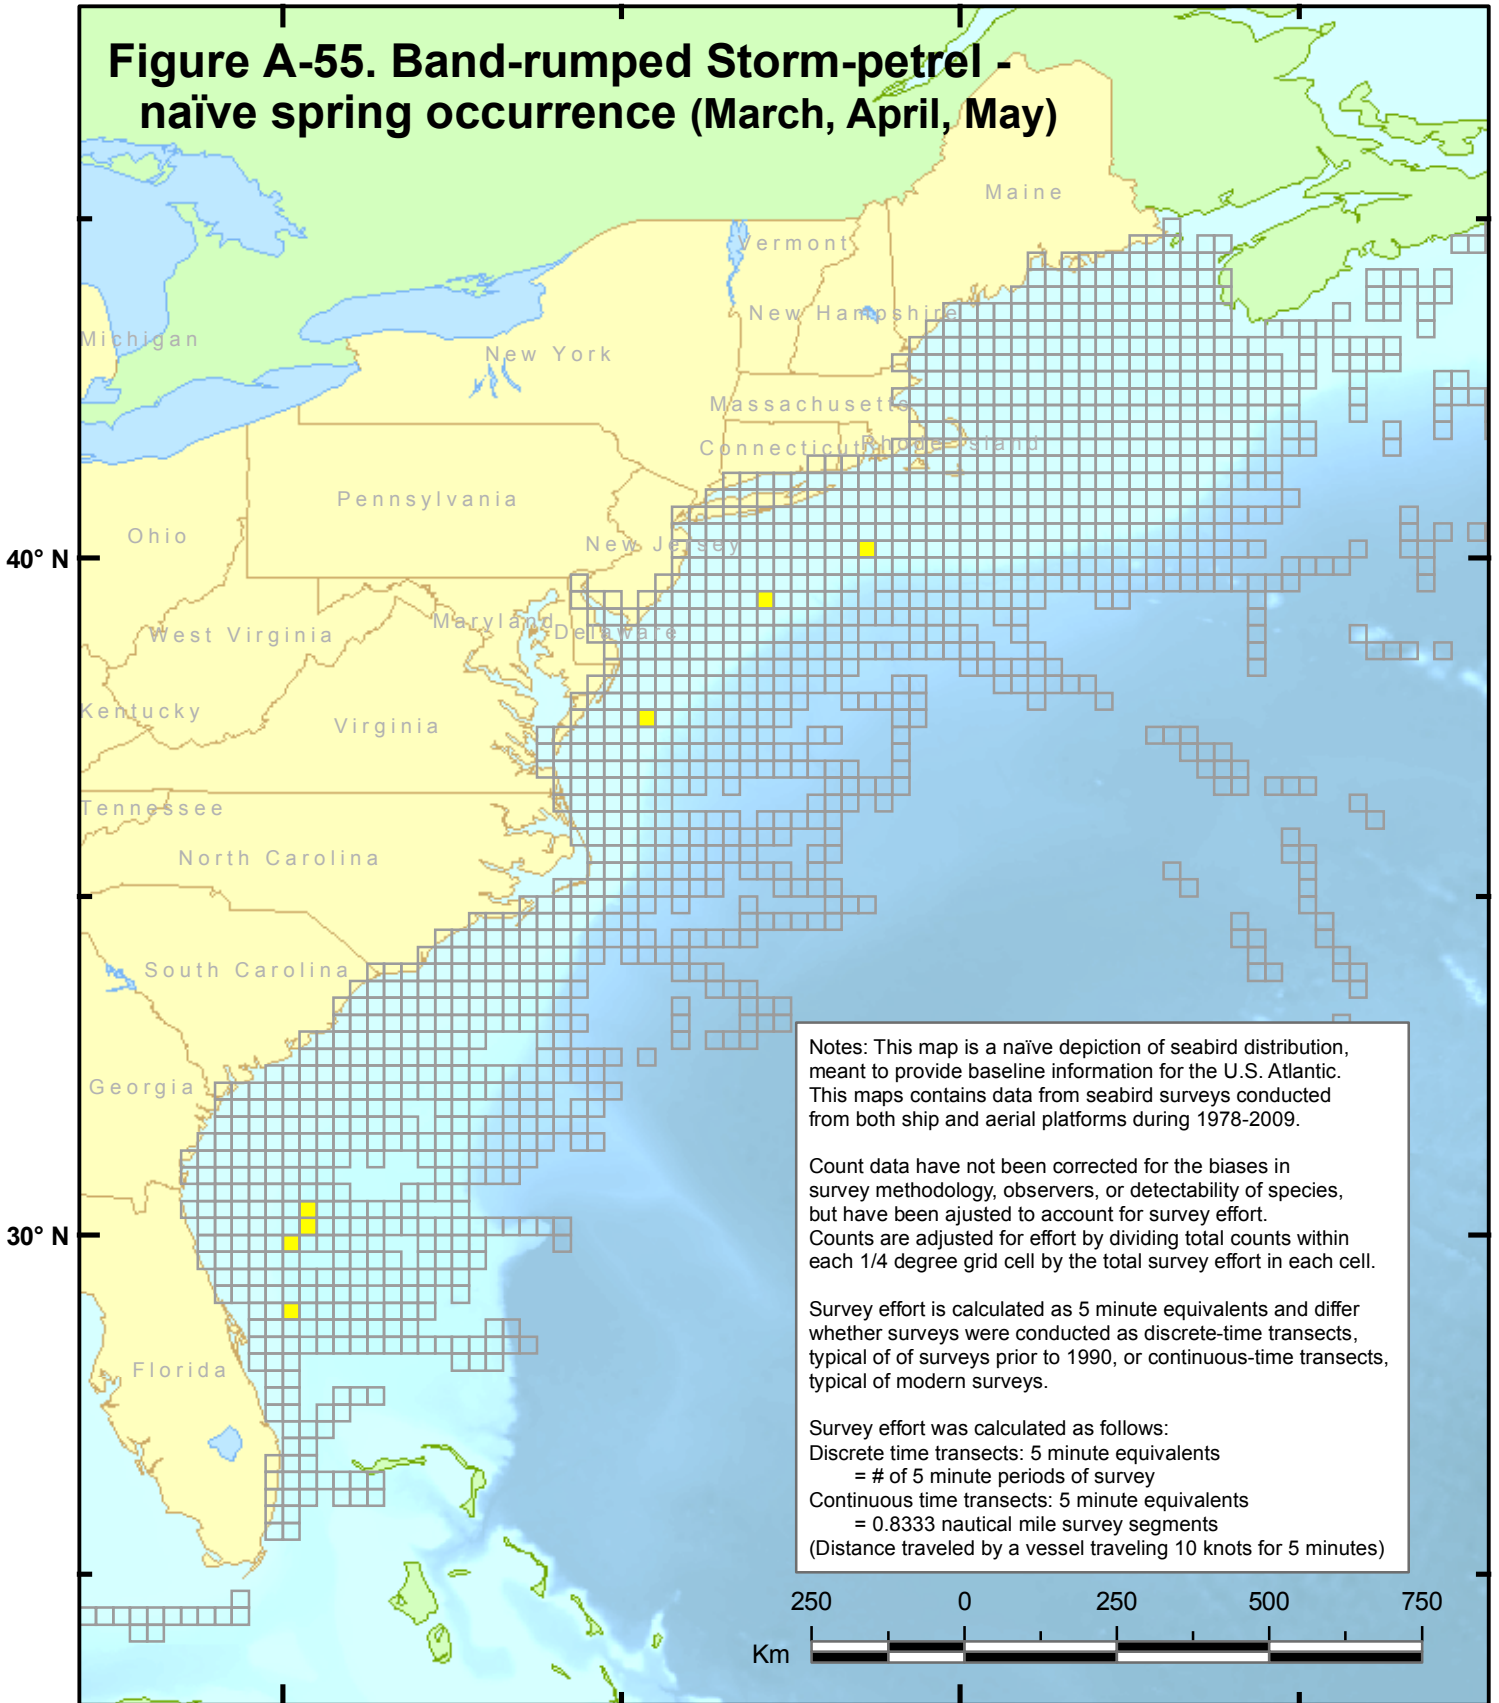 Figure A-55. Band-rumped Storm-petrel -
naïve spring occurrence (March, April, May)
Maine
Vermont
New Hampshire
Michigan
New York
Massachusetts
Connecticut
Rhode Island
Pennsylvania
Ohio
New Jersey
40° N
West Virginia
Maryland
Delaware
Kentucky
Virginia
Tennessee
North Carolina
South Carolina
Georgia
30° N
Florida
Notes: This map is a naïve depiction of seabird distribution,
meant to provide baseline information for the U.S. Atlantic.
This maps contains data from seabird surveys conducted
from both ship and aerial platforms during 1978-2009.
Count data have not been corrected for the biases in
survey methodology, observers, or detectability of species,
but have been ajusted to account for survey effort.
Counts are adjusted for effort by dividing total counts within
each 1/4 degree grid cell by the total survey effort in each cell.
Survey effort is calculated as 5 minute equivalents and differ
whether surveys were conducted as discrete-time transects,
typical of of surveys prior to 1990, or continuous-time transects,
typical of modern surveys.
Survey effort was calculated as follows:
Discrete time transects: 5 minute equivalents
= # of 5 minute periods of survey
Continuous time transects: 5 minute equivalents
= 0.8333 nautical mile survey segments
(Distance traveled by a vessel traveling 10 knots for 5 minutes)
250 0 250 500 750
Km